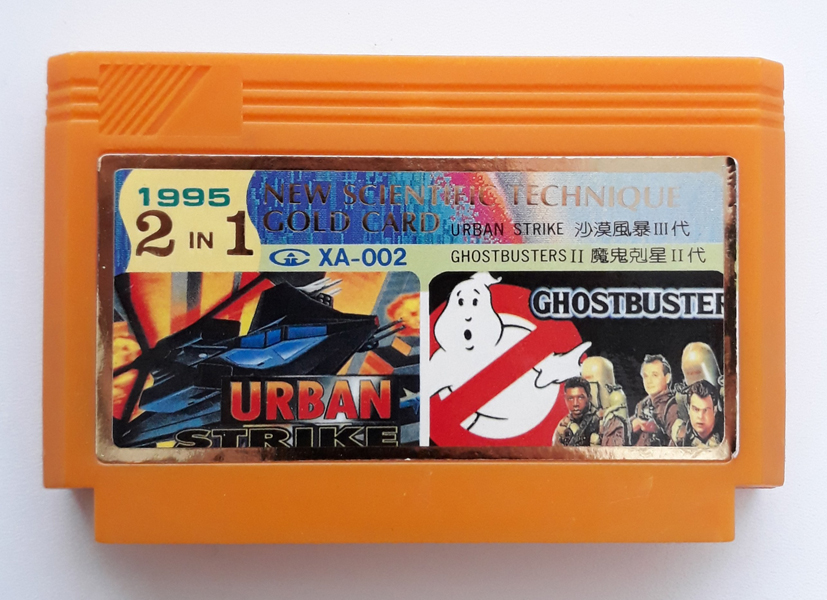 1995
2 IN 1
NEW SCIENTIFIC TECHNIQUE
GOLD CARD
URBAN STRIKE 沙漠風暴III代
XA-002
GHOSTBUSTERS II 魔鬼剋星II代
URBAN
STRIKE
GHOSTBUSTER